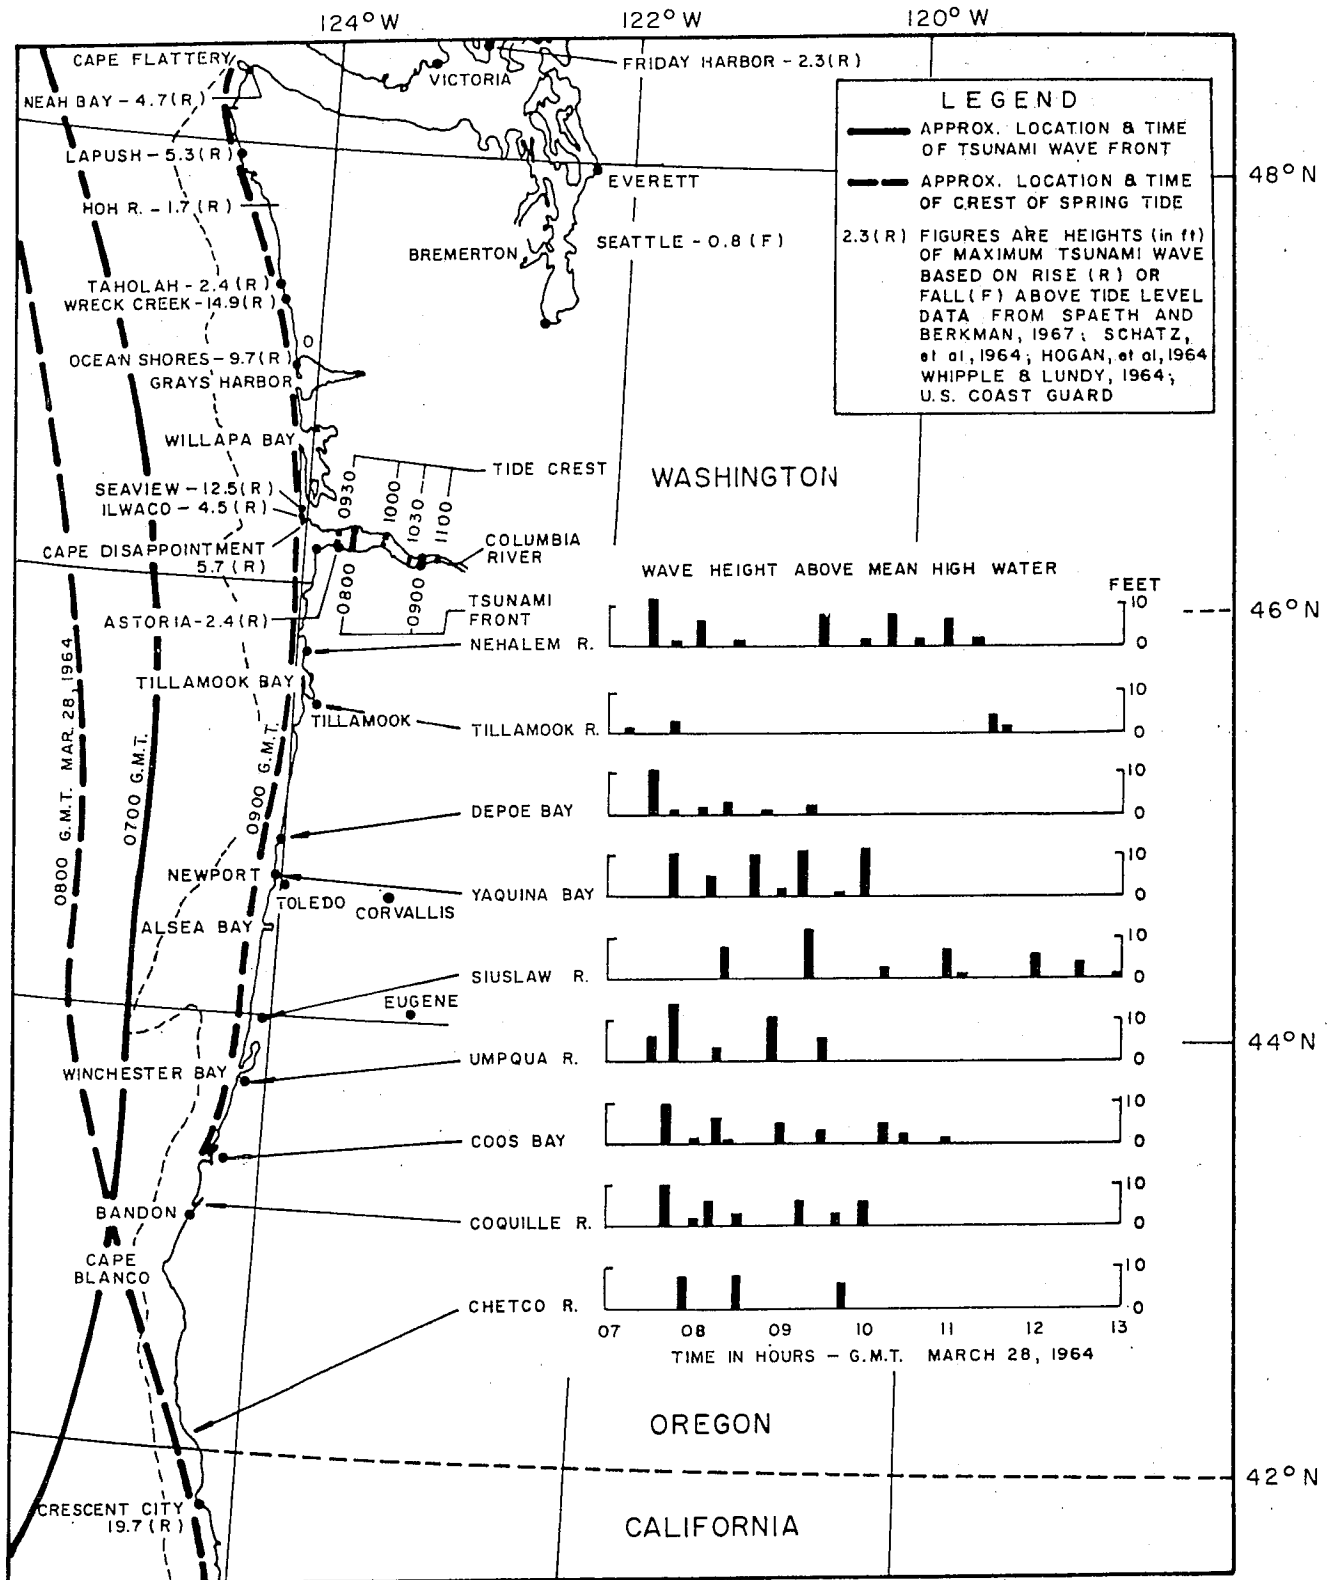 124° W 122° W 120° W
CAPE FLATTERY
VICTORIA
FRIDAY HARBOR - 2.3 (R)
NEAH BAY - 4.7 (R)
LAPUSH - 5.3 (R)
HOH R. - 1.7 (R)
EVERETT
BREMERTON
SEATTLE - 0.8 (F)
48° N
LEGEND
APPROX. LOCATION & TIME
OF TSUNAMI WAVE FRONT
APPROX. LOCATION & TIME
OF CREST OF SPRING TIDE
2.3 (R) FIGURES ARE HEIGHTS (in ft)
OF MAXIMUM TSUNAMI WAVE
BASED ON RISE (R) OR
FALL (F) ABOVE TIDE LEVEL
DATA FROM SPAETH AND
BERKMAN, 1967; SCHATZ,
et al, 1964; HOGAN, et al, 1964
WHIPPLE & LUNDY, 1964;
U.S. COAST GUARD
TAHOLAH - 2.4 (R)
WRECK CREEK - 14.9 (R)
OCEAN SHORES - 9.7 (R)
GRAYS HARBOR
WILLAPA BAY
SEAVIEW - 12.5 (R)
ILWACO - 4.5 (R)
CAPE DISAPPOINTMENT
5.7 (R)
ASTORIA - 2.4 (R)
TIDE CREST
0930
1000
1030
1100
COLUMBIA
RIVER
0800
0900
TSUNAMI
FRONT
WASHINGTON
46° N
WAVE HEIGHT ABOVE MEAN HIGH WATER
FEET
NEHALEM R.
10
0
TILLAMOOK BAY
TILLAMOOK
TILLAMOOK R.
10
0
0800 G.M.T. MAR. 28, 1964
0700 G.M.T.
0900 G.M.T.
DEPOE BAY
10
0
NEWPORT
TOLEDO
CORVALLIS
YAQUINA BAY
10
0
ALSEA BAY
SIUSLAW R.
10
0
EUGENE
44° N
WINCHESTER BAY
UMPQUA R.
10
0
COOS BAY
10
0
BANDON
COQUILLE R.
10
0
CAPE
BLANCO
CHETCO R.
10
0
07 08 09 10 11 12 13
TIME IN HOURS - G.M.T. MARCH 28, 1964
OREGON
42° N
CRESCENT CITY
19.7 (R)
CALIFORNIA